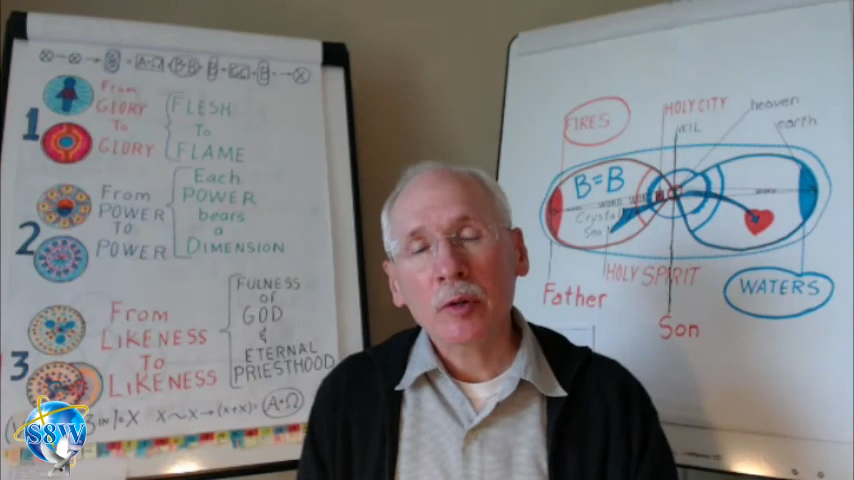 1
From
GLORY
To
GLORY
FLESH
To
FLAME
2
From
POWER
TO
POWER
Each
POWER
bears
a
DIMENSION
3
From
LIKENESS
To
LIKENESS
FULNESS
OF
GOD
&
ETERNAL
PRIESTHOOD
X~X→(x+x)= A·Ω
S8W
FIRES
HOLY CITY
heaven
earth
B=B
Crystal
Sea
Father
HOLY SPIRIT
Son
WATERS